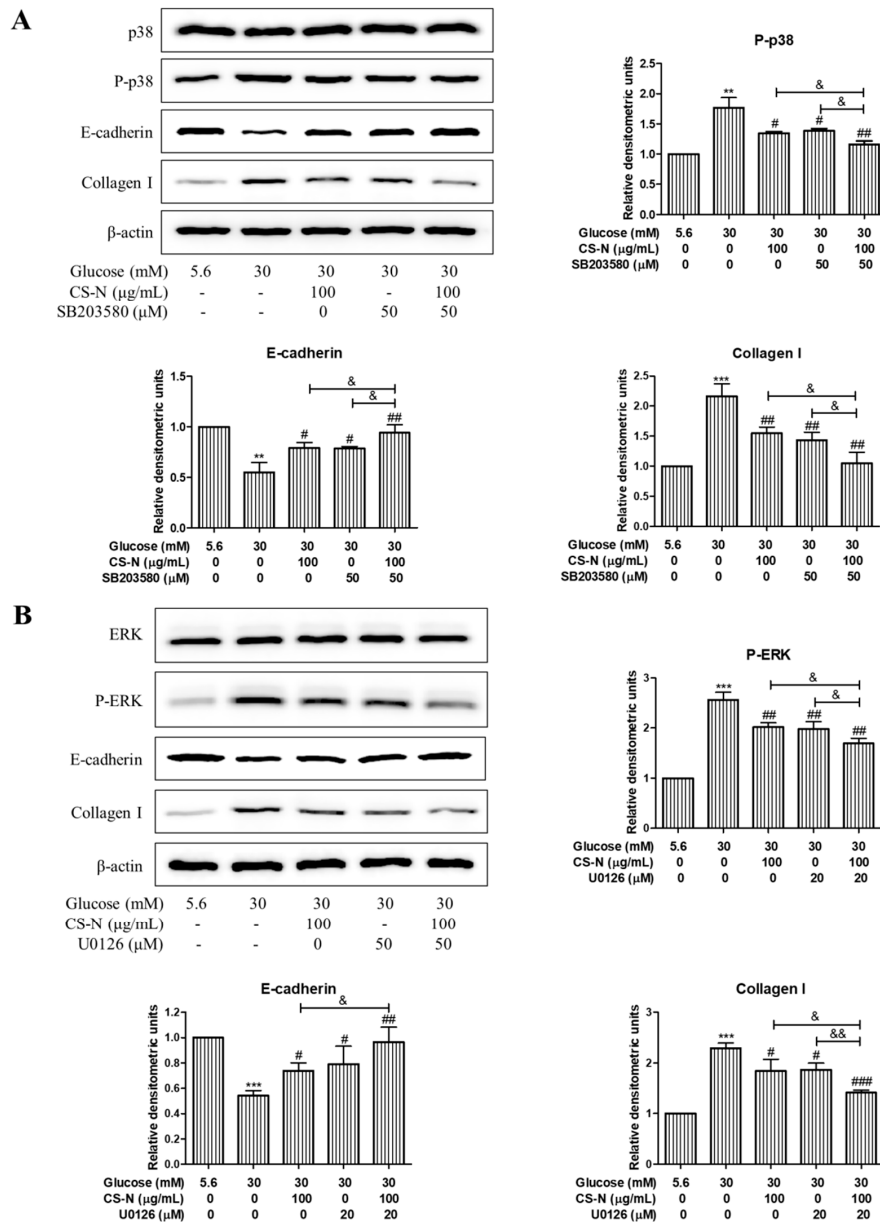 A
p38
P-p38
E-cadherin
Collagen I
β-actin
Glucose (mM) 5.6 30 30 30 30
CS-N (μg/mL) - - 100 - 100
SB203580 (μM) - - 0 50 50
P-p38
Relative densitometric units
2.5
2.0
1.5
1.0
0.5
0.0
** # # ## & &
Glucose (mM) 5.6 30 30 30 30
CS-N (μg/mL) 0 0 100 0 100
SB203580 (μM) 0 0 0 50 50
E-cadherin
Relative densitometric units
1.5
1.0
0.5
0.0
** # # ## & &
Glucose (mM) 5.6 30 30 30 30
CS-N (μg/mL) 0 0 100 0 100
SB203580 (μM) 0 0 0 50 50
Collagen I
Relative densitometric units
2.5
2.0
1.5
1.0
0.5
0.0
*** ## ## ## & &
Glucose (mM) 5.6 30 30 30 30
CS-N (μg/mL) 0 0 100 0 100
SB203580 (μM) 0 0 0 50 50
B
ERK
P-ERK
E-cadherin
Collagen I
β-actin
Glucose (mM) 5.6 30 30 30 30
CS-N (μg/mL) - - 100 - 100
U0126 (μM) - - 0 50 50
P-ERK
Relative densitometric units
3
2
1
0
*** ## ## ## & &
Glucose (mM) 5.6 30 30 30 30
CS-N (μg/mL) 0 0 100 0 100
U0126 (μM) 0 0 0 20 20
E-cadherin
Relative densitometric units
1.2
1.0
0.8
0.6
0.4
0.2
0.0
*** # # ## &
Glucose (mM) 5.6 30 30 30 30
CS-N (μg/mL) 0 0 100 0 100
U0126 (μM) 0 0 0 20 20
Collagen I
Relative densitometric units
3
2
1
0
*** # # ### & &&
Glucose (mM) 5.6 30 30 30 30
CS-N (μg/mL) 0 0 100 0 100
U0126 (μM) 0 0 0 20 20